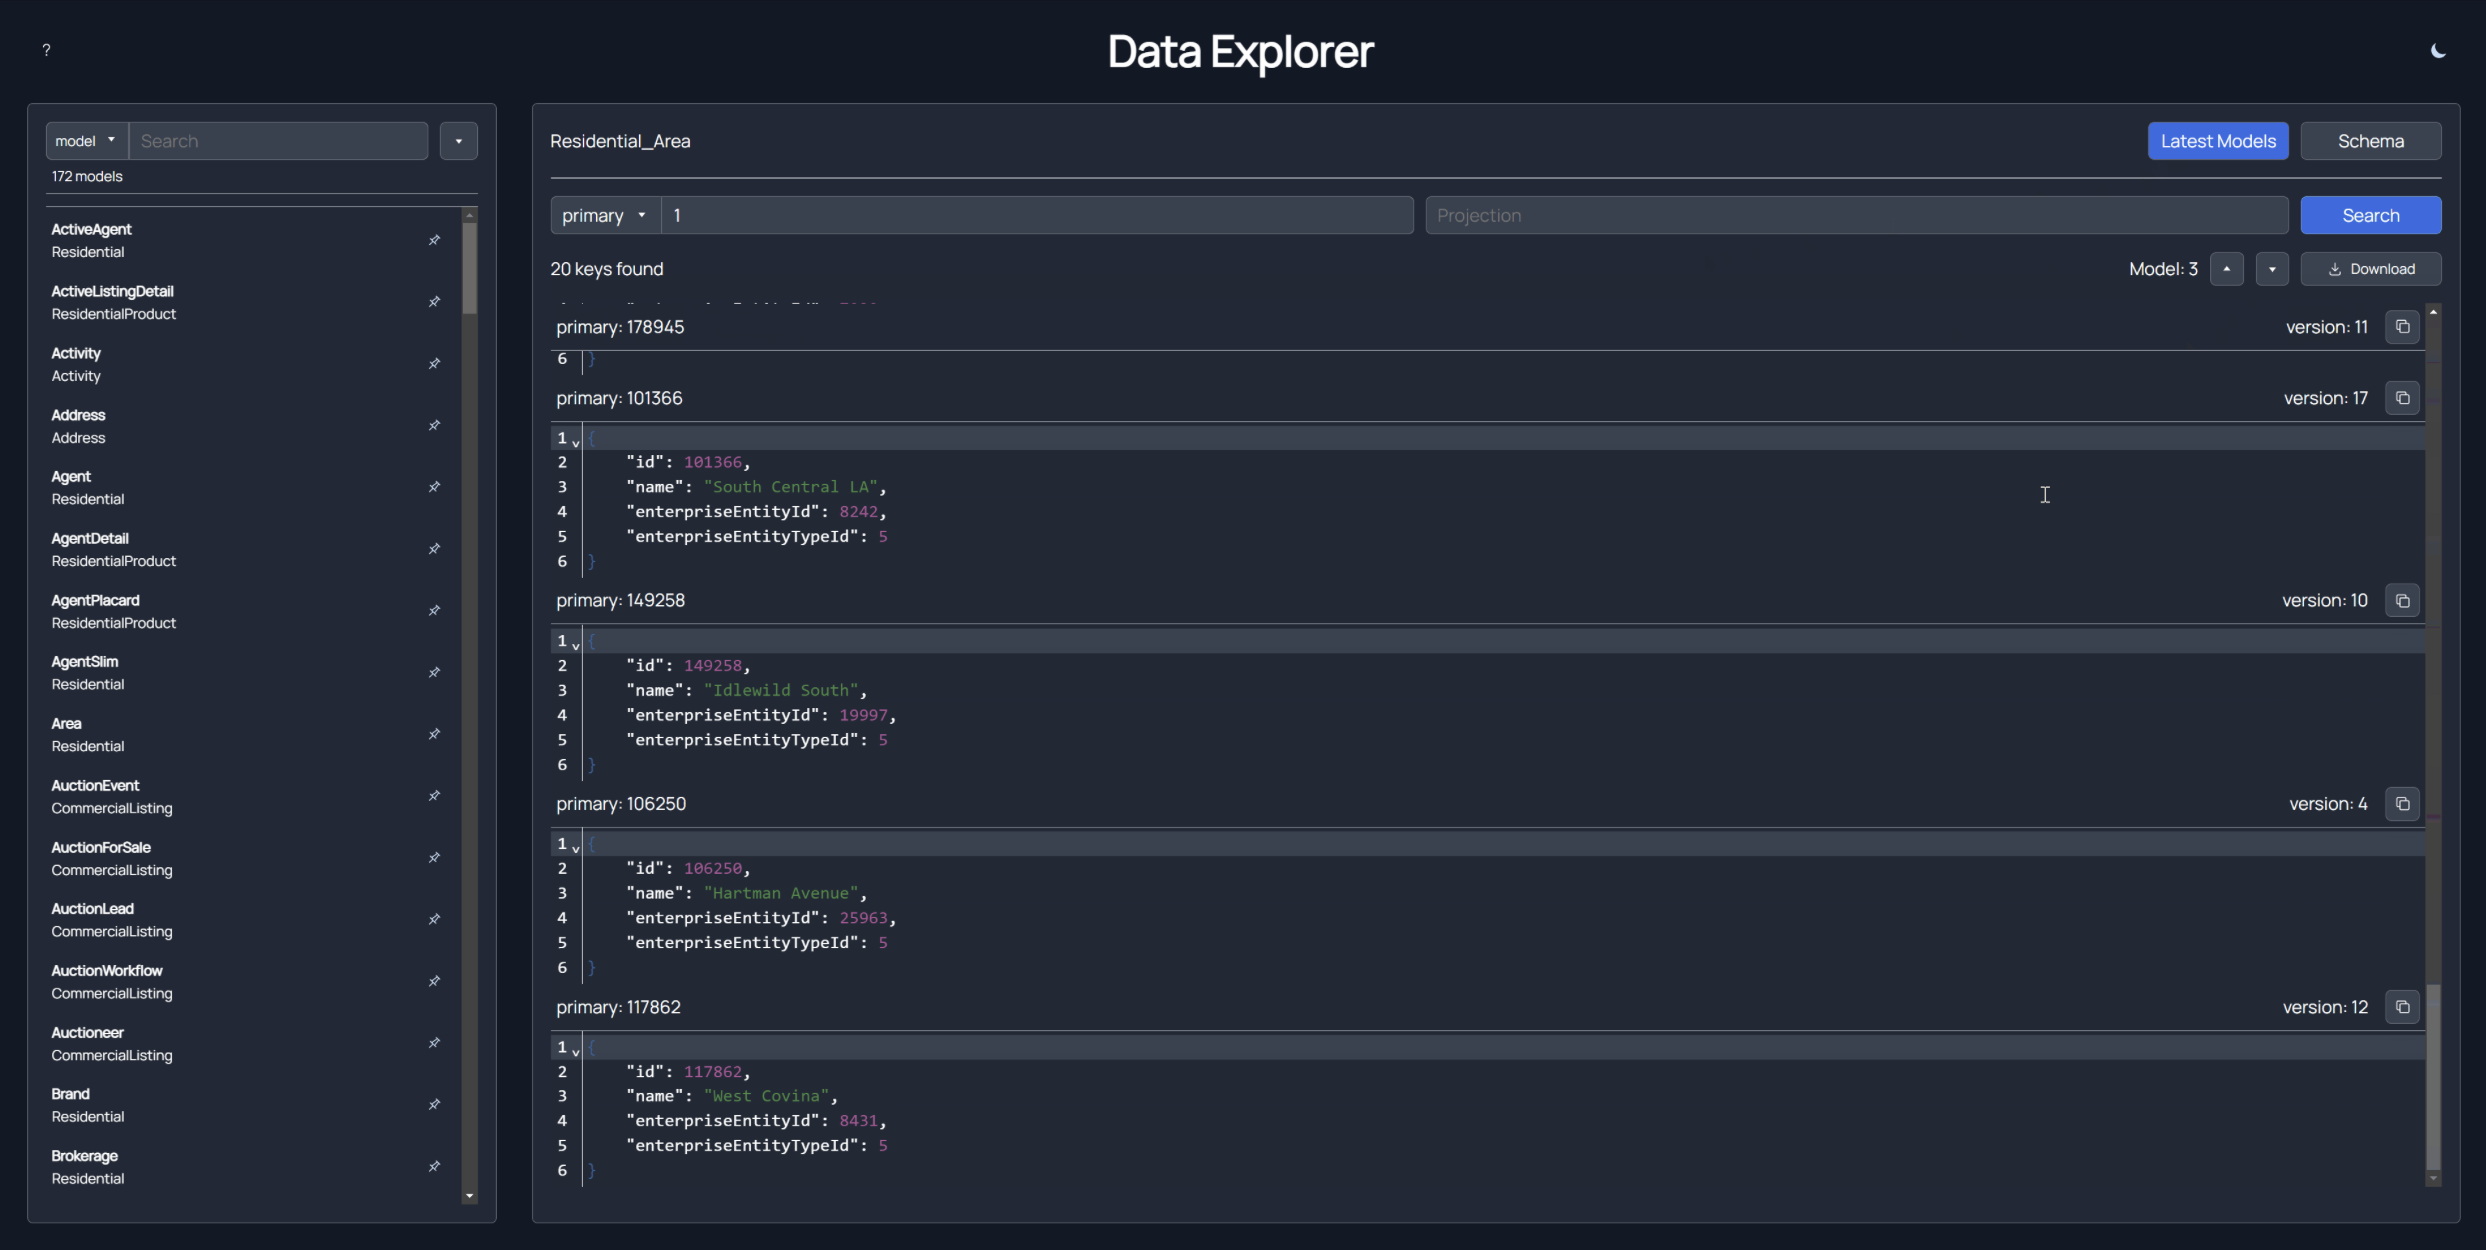 ?
Data Explorer
model
Search
172 models
ActiveAgent
Residential
ActiveListingDetail
ResidentialProduct
Activity
Activity
Address
Address
Agent
Residential
AgentDetail
ResidentialProduct
AgentPlacard
ResidentialProduct
AgentSlim
Residential
Area
Residential
AuctionEvent
CommercialListing
AuctionForSale
CommercialListing
AuctionLead
CommercialListing
AuctionWorkflow
CommercialListing
Auctioneer
CommercialListing
Brand
Residential
Brokerage
Residential
Residential_Area
Latest Models
Schema
primary
1
Projection
Search
20 keys found
Model: 3
Download
primary: 178945
version: 11
6 }
primary: 101366
version: 17
1 {
2 "id": 101366,
3 "name": "South Central LA",
4 "enterpriseEntityId": 8242,
5 "enterpriseEntityTypeId": 5
6 }
primary: 149258
version: 10
1 {
2 "id": 149258,
3 "name": "Idlewild South",
4 "enterpriseEntityId": 19997,
5 "enterpriseEntityTypeId": 5
6 }
primary: 106250
version: 4
1 {
2 "id": 106250,
3 "name": "Hartman Avenue",
4 "enterpriseEntityId": 25963,
5 "enterpriseEntityTypeId": 5
6 }
primary: 117862
version: 12
1 {
2 "id": 117862,
3 "name": "West Covina",
4 "enterpriseEntityId": 8431,
5 "enterpriseEntityTypeId": 5
6 }